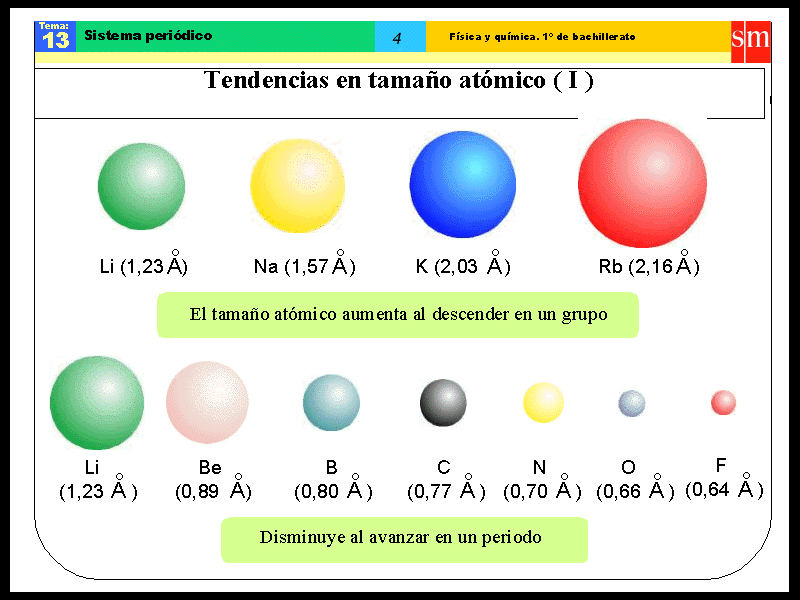 Tema:
13
Sistema periódico
4
Física y química. 1º de bachillerato
sm
Tendencias en tamaño atómico ( I )
Li (1,23 Å) Na (1,57 Å ) K (2,03 Å ) Rb (2,16 Å )
El tamaño atómico aumenta al descender en un grupo
Li Be B C N O F
(1,23 Å ) (0,89 Å) (0,80 Å ) (0,77 Å ) (0,70 Å ) (0,66 Å ) (0,64 Å )
Disminuye al avanzar en un periodo